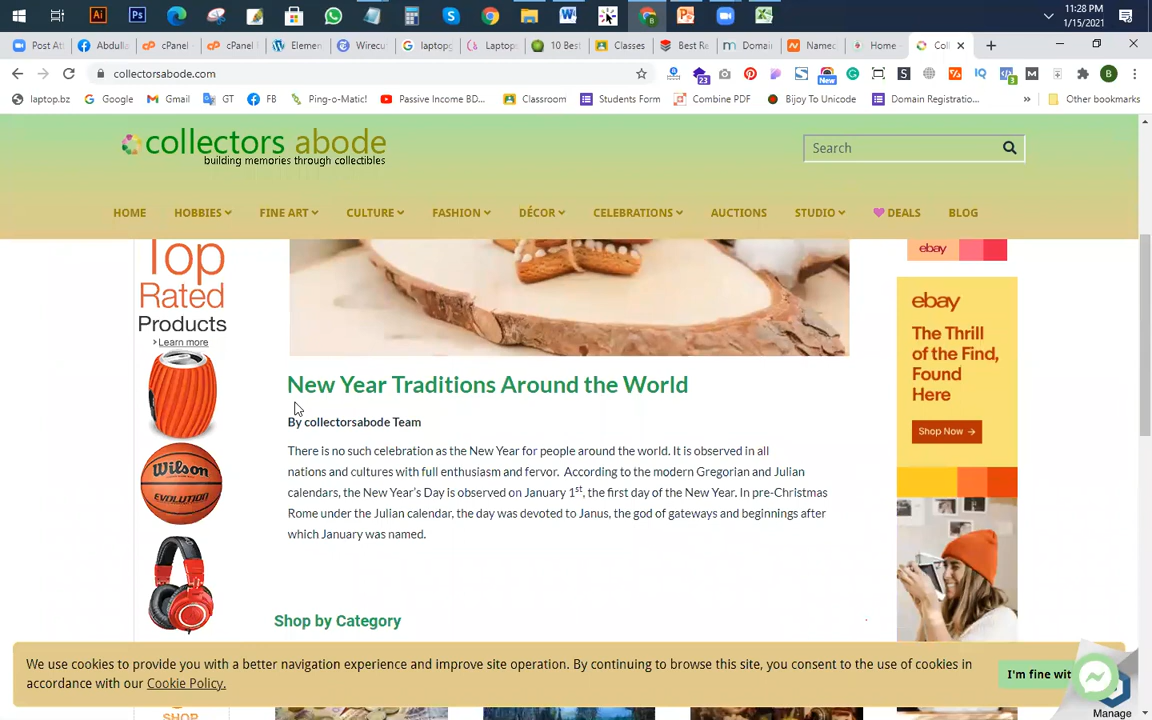 11:28 PM
1/15/2021
Post At
Abdulla
cPanel
cPanel
Elemen
Wirecu
laptopg
Laptop
10 Best
Classes
Best Re
Domai
Namec
Home
Coll
collectorsabode.com
23
New
3
B
laptop.bz
Google
Gmail
GT
FB
Ping-o-Matic!
Passive Income BD...
Classroom
Students Form
Combine PDF
Bijoy To Unicode
Domain Registratio...
»
Other bookmarks
collectors abode
building memories through collectibles
Search
HOME
HOBBIES
FINE ART
CULTURE
FASHION
DÉCOR
CELEBRATIONS
AUCTIONS
STUDIO
DEALS
BLOG
Top
Rated
Products
Learn more
Wilson
EVOLUTION
New Year Traditions Around the World
By collectorsabode Team
There is no such celebration as the New Year for people around the world. It is observed in all
nations and cultures with full enthusiasm and fervor. According to the modern Gregorian and Julian
calendars, the New Year's Day is observed on January 1st, the first day of the New Year. In pre-Christmas
Rome under the Julian calendar, the day was devoted to Janus, the god of gateways and beginnings after
which January was named.
Shop by Category
ebay
ebay
The Thrill
of the Find,
Found
Here
Shop Now
We use cookies to provide you with a better navigation experience and improve site operation. By continuing to browse this site, you consent to the use of cookies in
accordance with our Cookie Policy.
I'm fine wit
Manage
SHOP